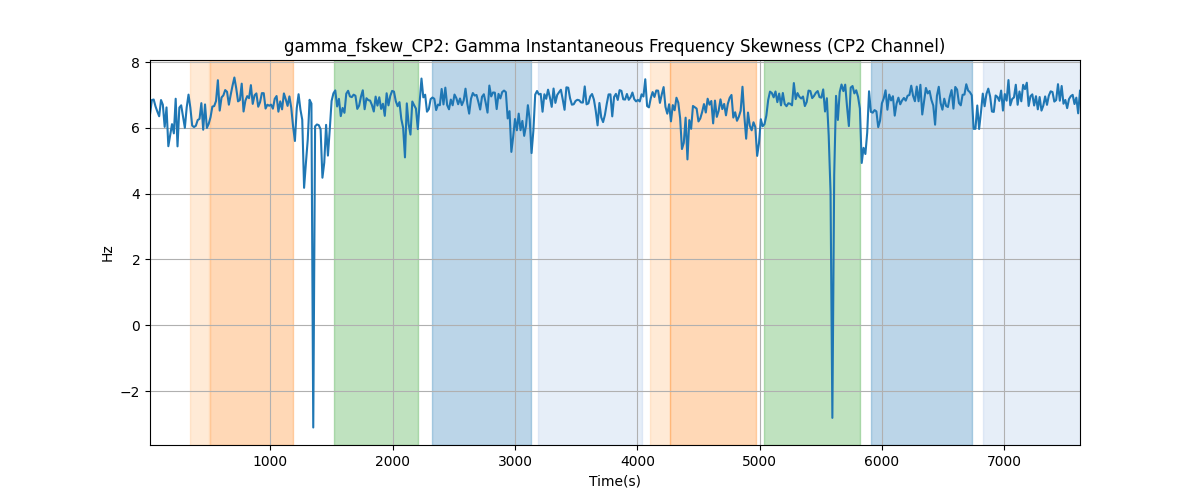 gamma_fskew_CP2: Gamma Instantaneous Frequency Skewness (CP2 Channel)
8
6
4
2
0
−2
Hz
1000 2000 3000 4000 5000 6000 7000
Time(s)